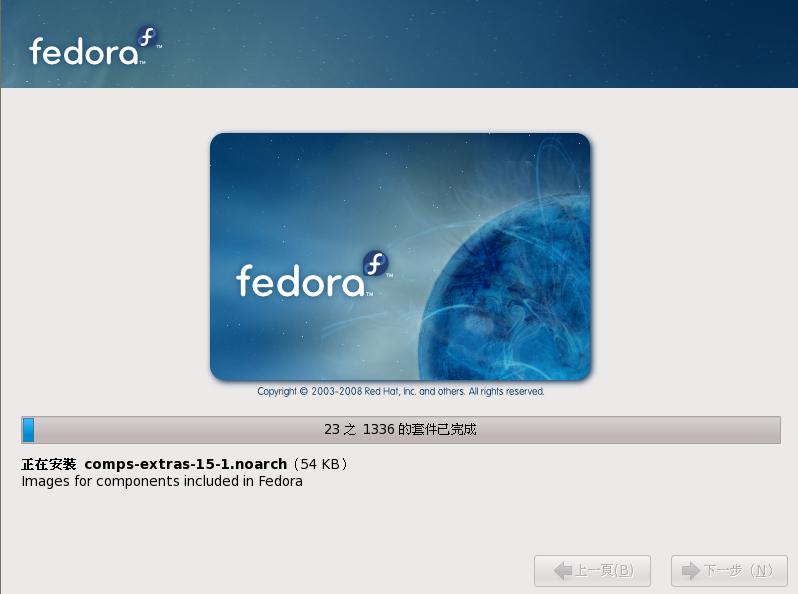 fedora™
fedora™
Copyright © 2003-2008 Red Hat, Inc. and others. All rights reserved.
23 之 1336 的套件已完成
正在安裝 comps-extras-15-1.noarch（54 KB）
Images for components included in Fedora
上一頁(B)
下一步（N）